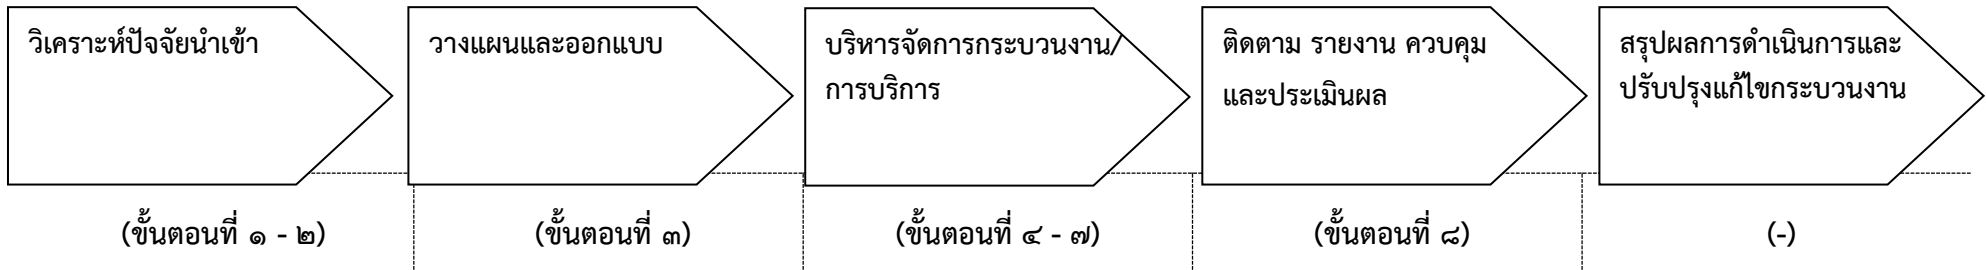 วิเคราะห์ปัจจัยนำเข้า
วางแผนและออกแบบ
บริหารจัดการกระบวนงาน/
การบริการ
ติดตาม รายงาน ควบคุม
และประเมินผล
สรุปผลการดำเนินการและ
ปรับปรุงแก้ไขกระบวนงาน
(ขั้นตอนที่ ๑ - ๒)
(ขั้นตอนที่ ๓)
(ขั้นตอนที่ ๔ - ๗)
(ขั้นตอนที่ ๘)
(-)